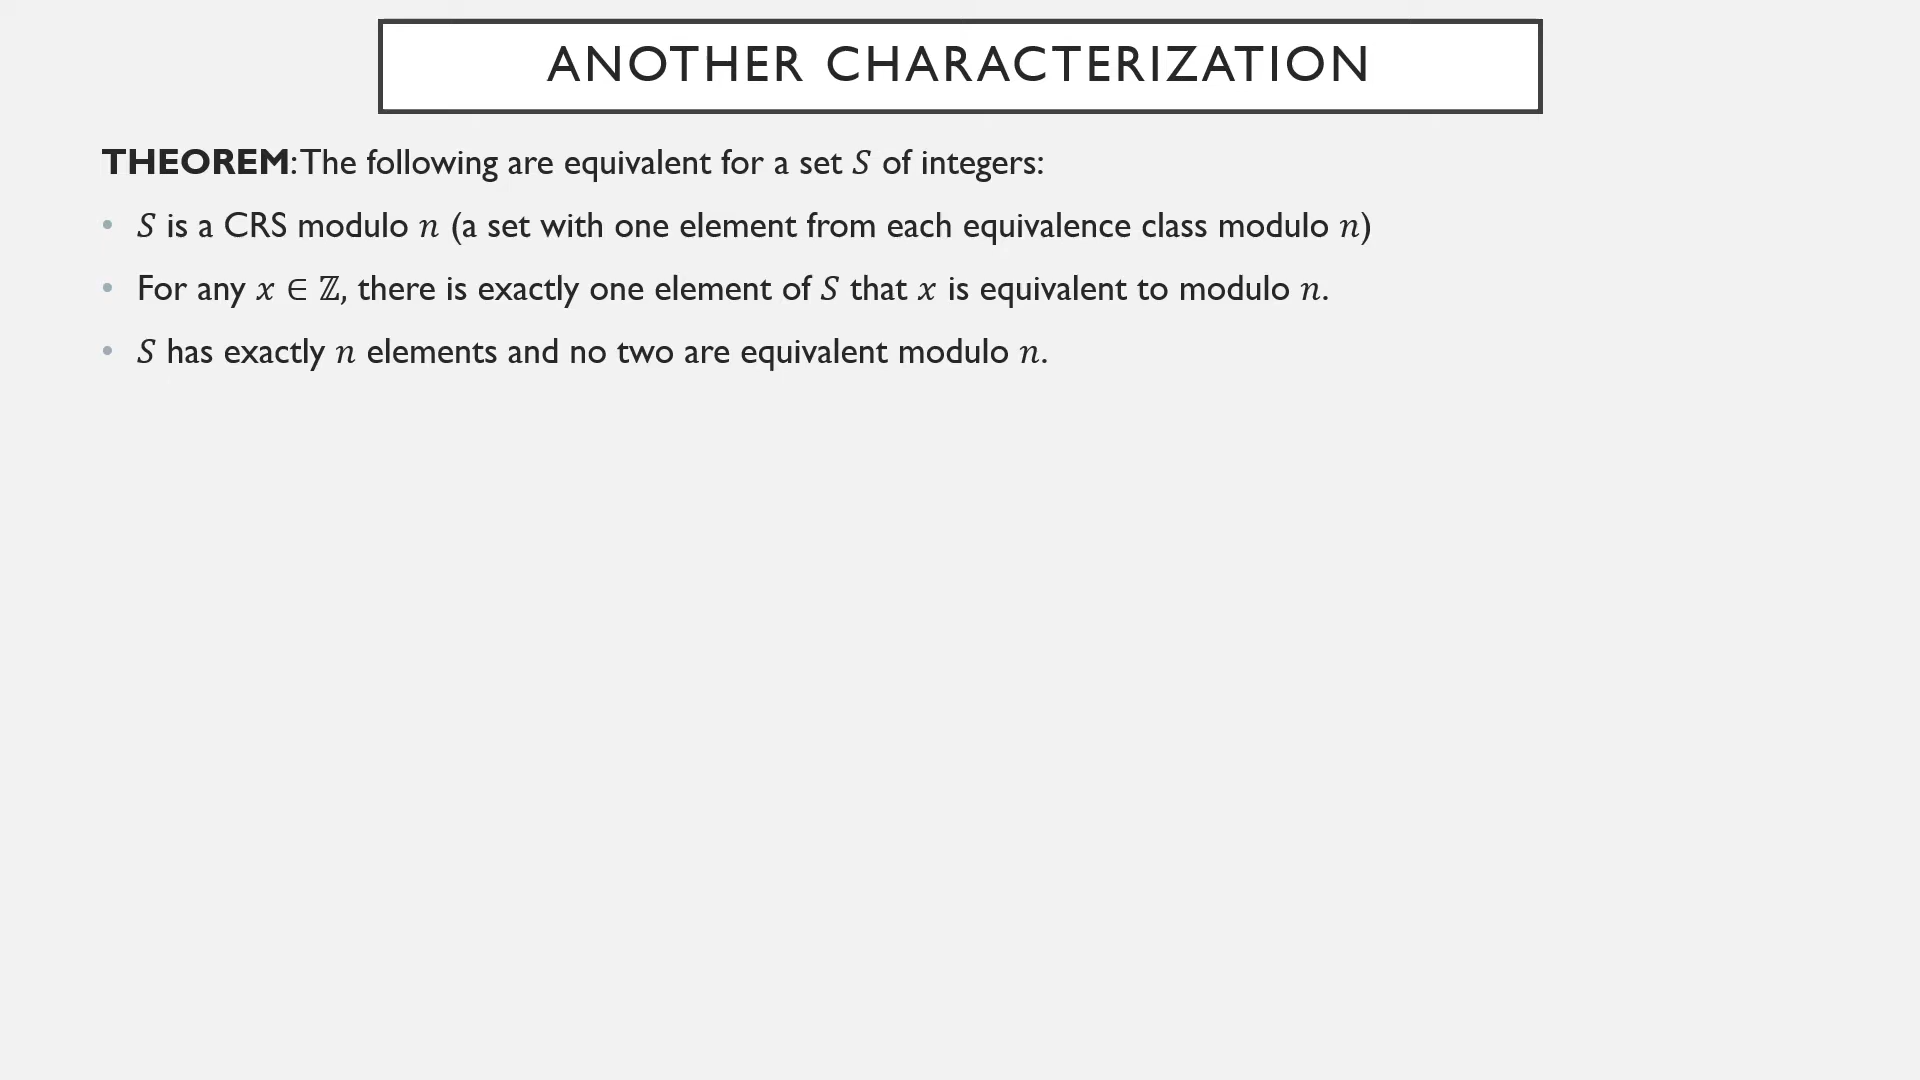 ANOTHER CHARACTERIZATION
THEOREM: The following are equivalent for a set S of integers:
• S is a CRS modulo n (a set with one element from each equivalence class modulo n)
• For any x ∈ ℤ, there is exactly one element of S that x is equivalent to modulo n.
• S has exactly n elements and no two are equivalent modulo n.